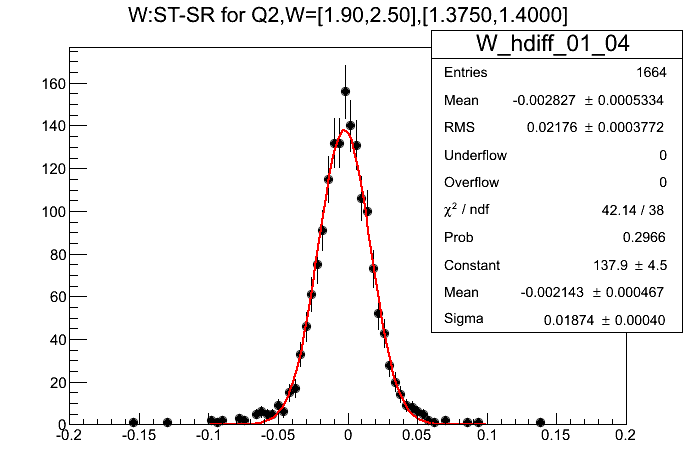 W:ST-SR for Q2,W=[1.90,2.50],[1.3750,1.4000]
W_hdiff_01_04
Entries 1664
Mean -0.002827 ± 0.0005334
RMS 0.02176 ± 0.0003772
Underflow 0
Overflow 0
χ² / ndf 42.14 / 38
Prob 0.2966
Constant 137.9 ± 4.5
Mean -0.002143 ± 0.000467
Sigma 0.01874 ± 0.00040
160
140
120
100
80
60
40
20
0
-0.2 -0.15 -0.1 -0.05 0 0.05 0.1 0.15 0.2